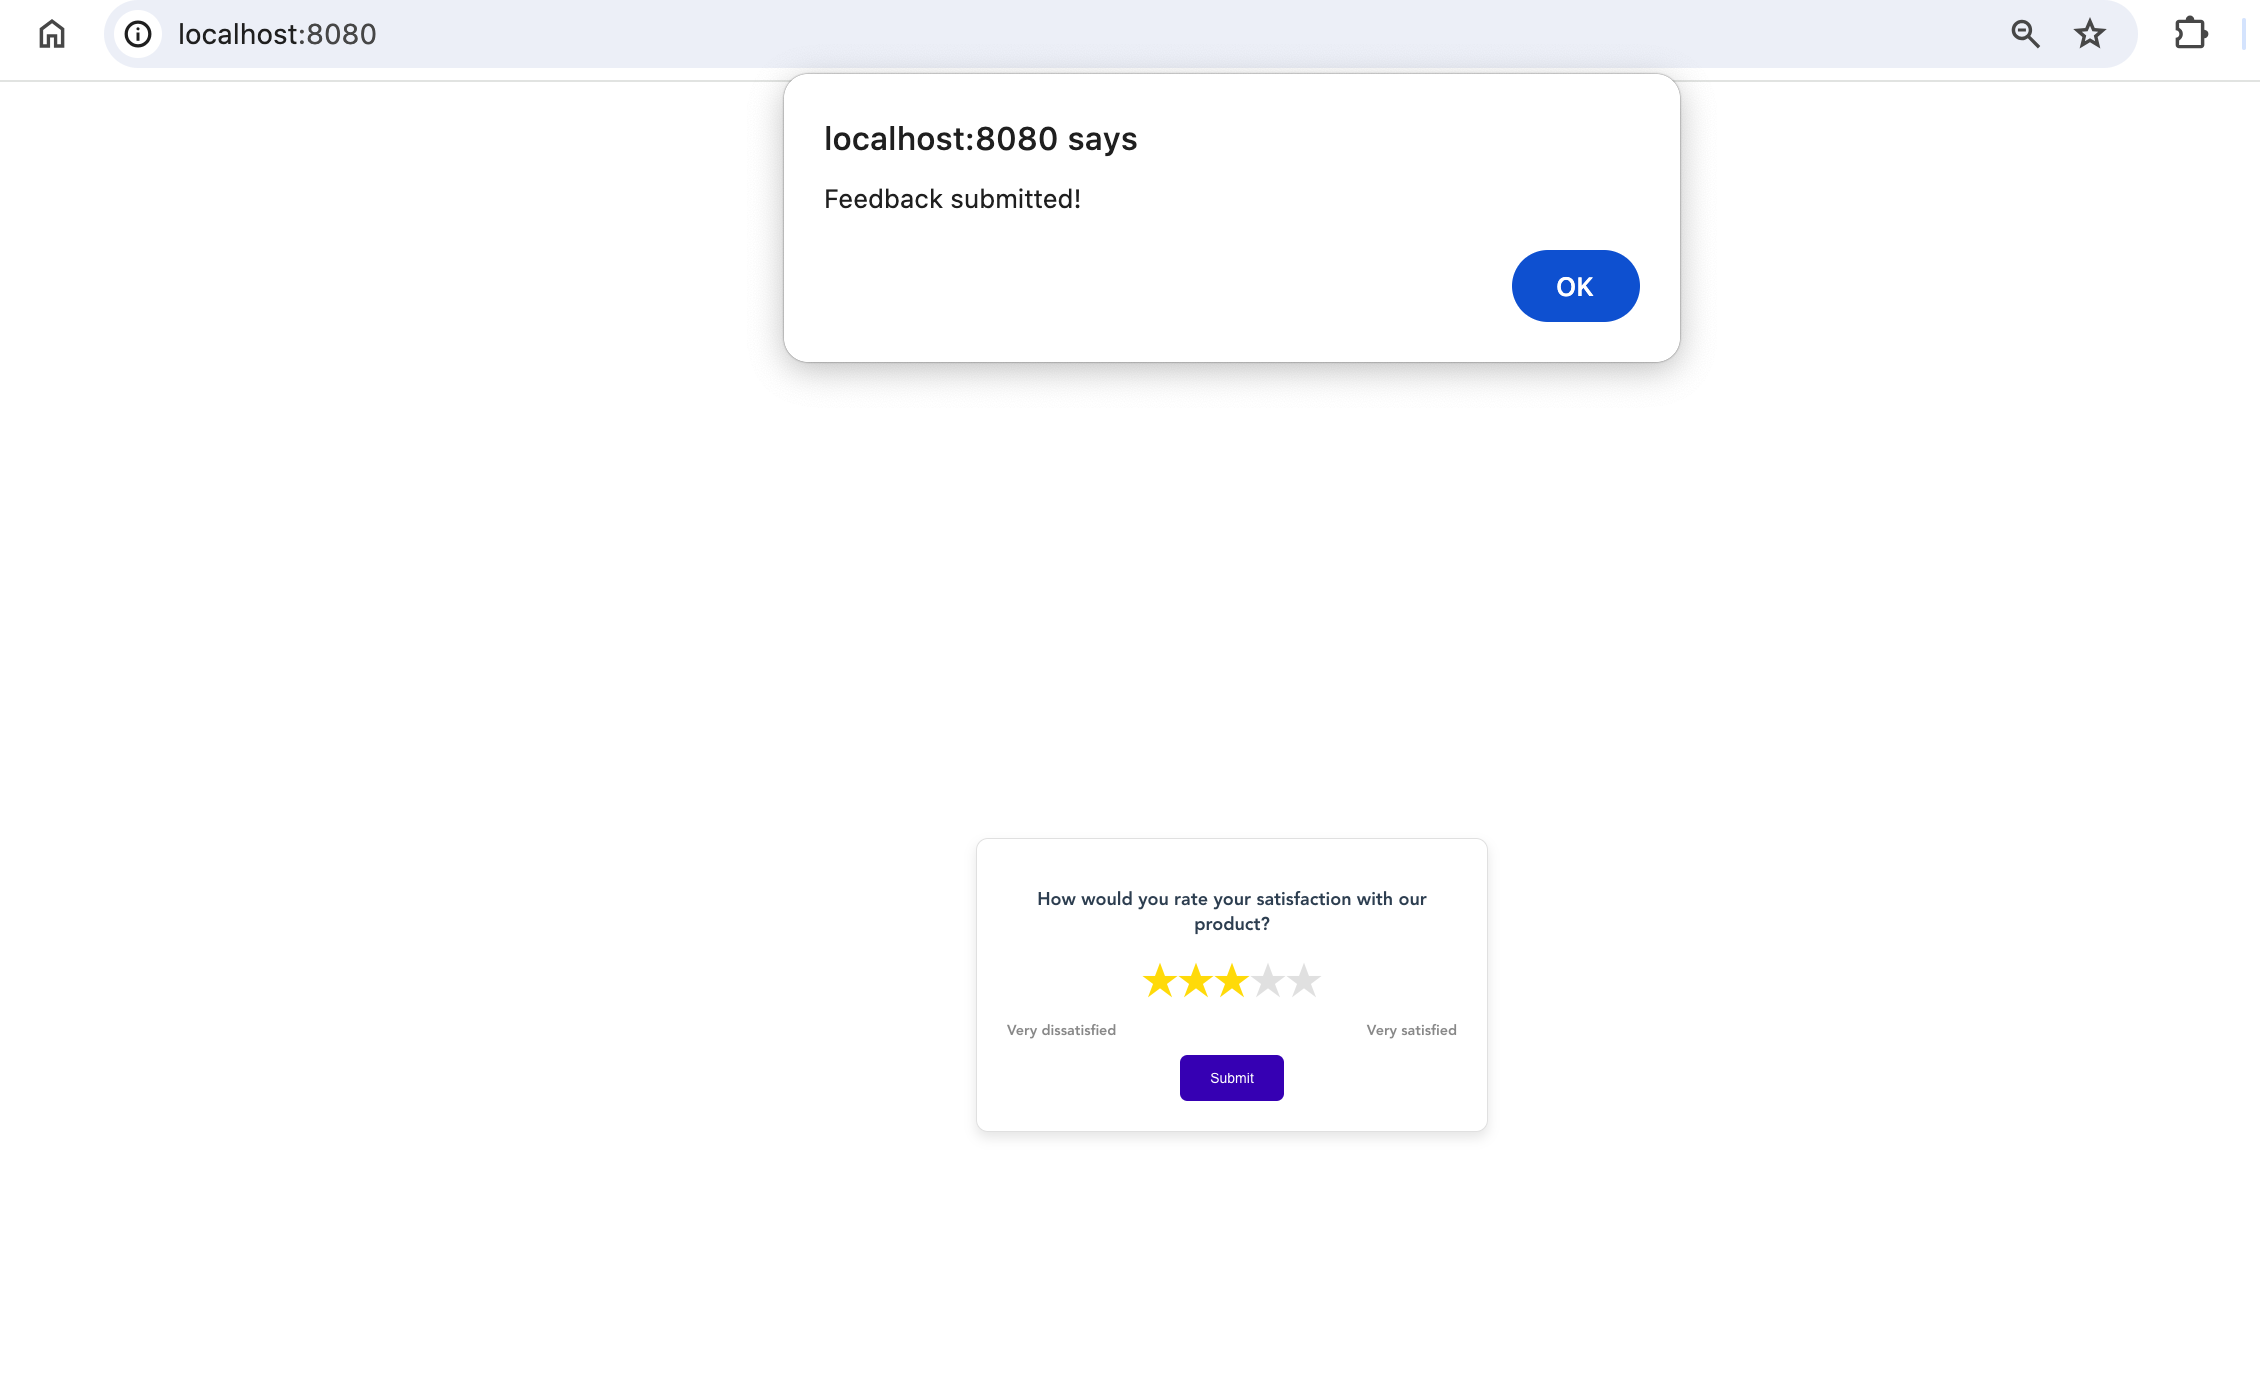 localhost:8080
localhost:8080 says
Feedback submitted!
OK
How would you rate your satisfaction with our
product?
Very dissatisfied
Very satisfied
Submit